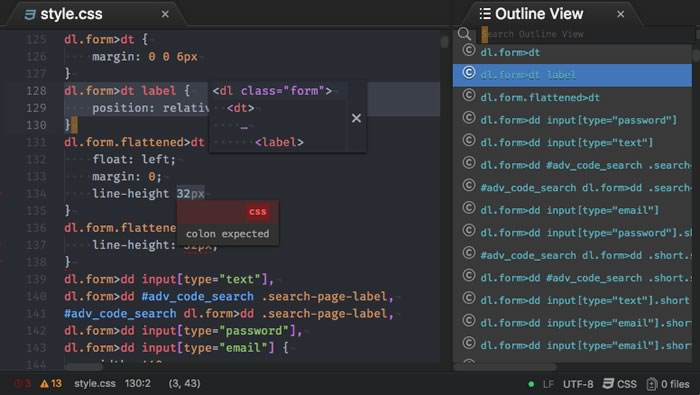 style.css
125 dl.form>dt {
126 margin: 0 0 6px
127 }
128 dl.form>dt label {
129 position: relativ
130 }
131 dl.form.flattened>dt
132 float: left;
133 margin: 0;
134 line-height 32px
135 }
136 dl.form.flattene
137 line-height: 32px;
138 }
139 dl.form>dd input[type="text"],
140 dl.form>dd #adv_code_search .search-page-label,
141 #adv_code_search dl.form>dd .search-page-label,
142 dl.form>dd input[type="password"],
143 dl.form>dd input[type="email"] {
144
<dl class="form">
<dt>
…
<label>
css
colon expected
3 13 style.css 130:2 (3, 43)
Outline View
Search Outline View
dl.form>dt
dl.form>dt label
dl.form.flattened>dt
dl.form>dd input[type="password"]
dl.form>dd input[type="text"]
dl.form>dd #adv_code_search .search-
#adv_code_search dl.form>dd .search-
dl.form>dd input[type="email"]
dl.form>dd input[type="password"].sh
#adv_code_search dl.form>dd .short.s
dl.form>dd #adv_code_search .short.s
dl.form>dd input[type="text"].short
dl.form>dd input[type="email"].short
dl.form>dd input[type="email"].short
LF UTF-8 CSS 0 files